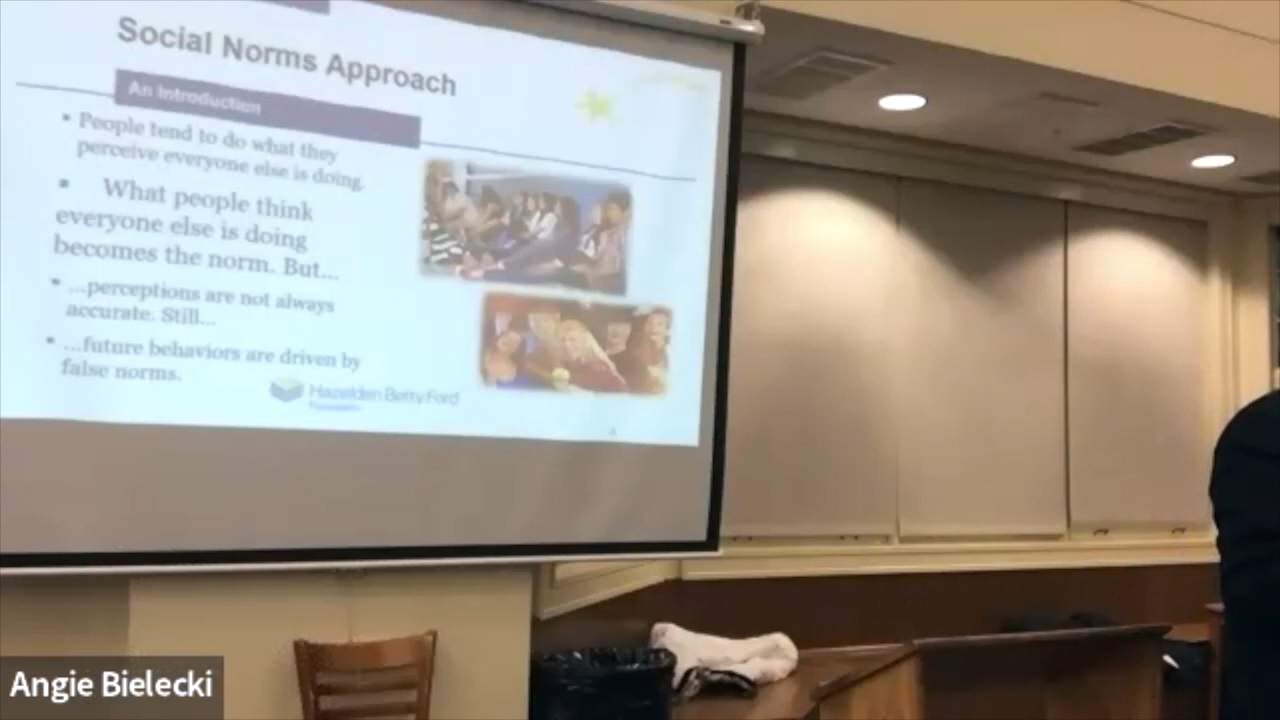 Social Norms Approach
An Introduction
• People tend to do what they
perceive everyone else is doing.
• What people think
everyone else is doing
becomes the norm. But...
• ...perceptions are not always
accurate. Still...
• ...future behaviors are driven by
false norms.
Hazelden Betty Ford
Angie Bielecki